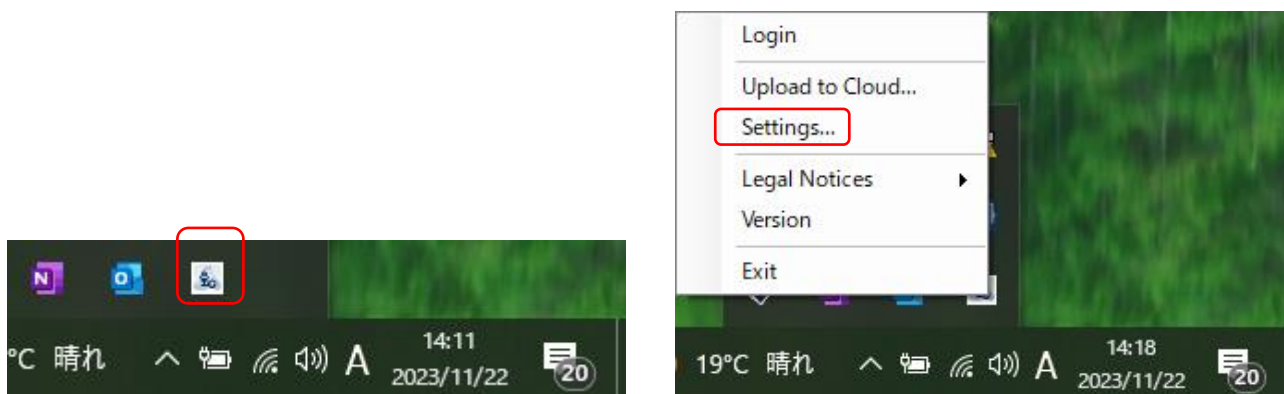 N
O
°C 晴れ
A
14:11
2023/11/22
20
Login
Upload to Cloud...
Settings...
Legal Notices
Version
Exit
19°C 晴れ
A
14:18
2023/11/22
20